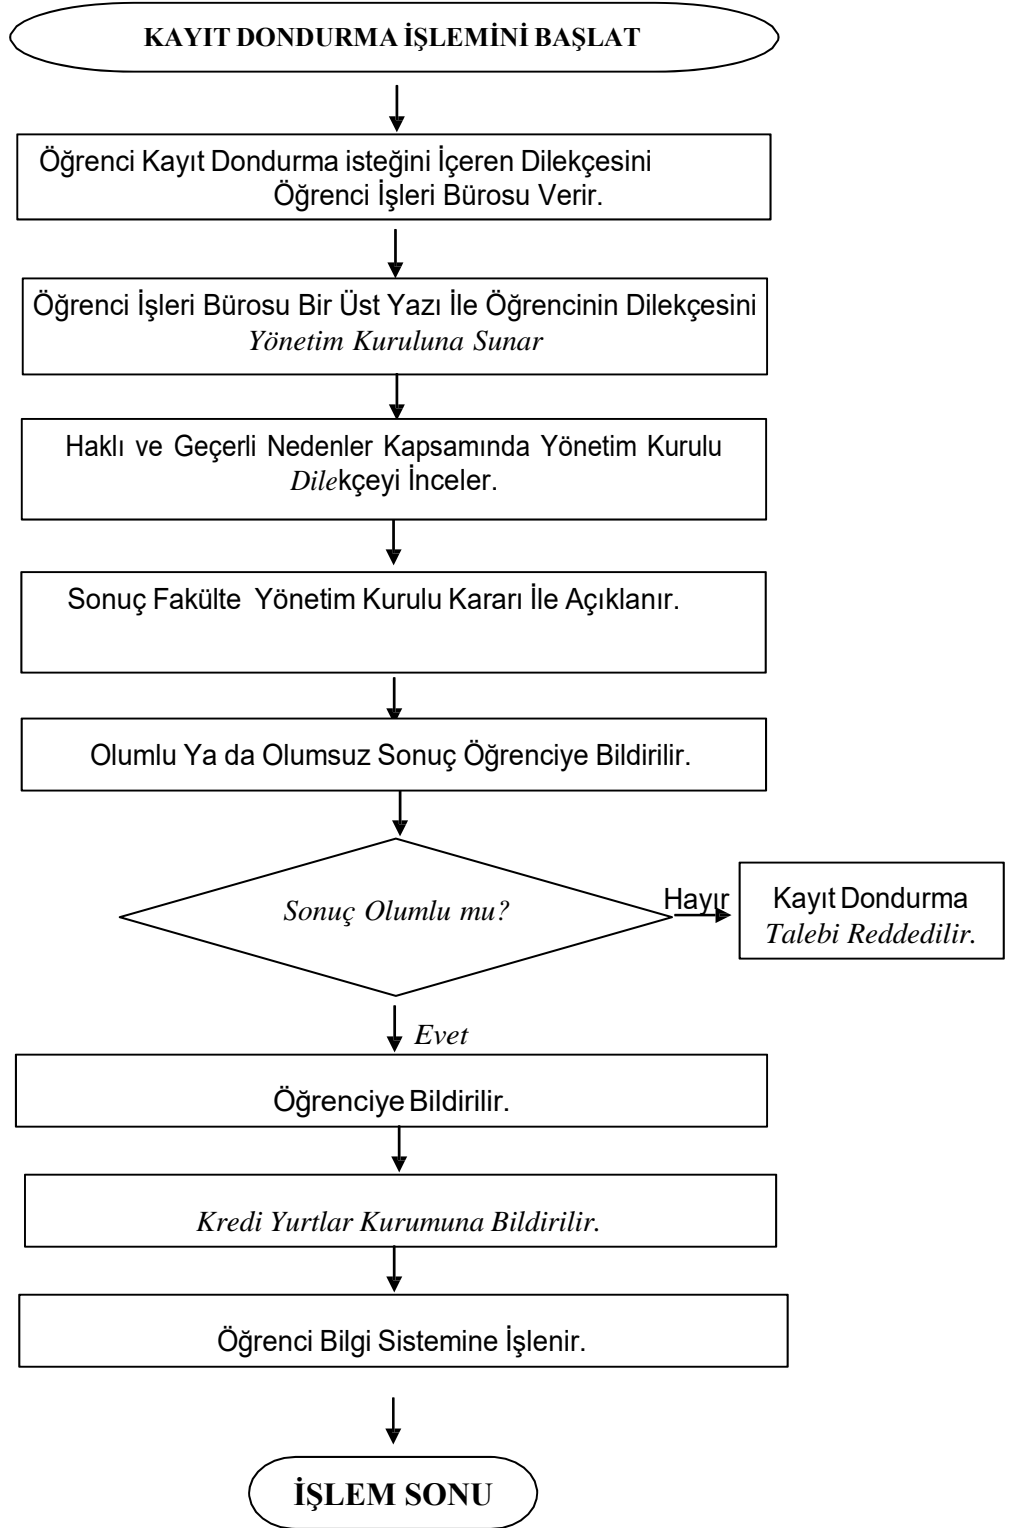 KAYIT DONDURMA İŞLEMİNİ BAŞLAT
Öğrenci Kayıt Dondurma isteğini İçeren Dilekçesini
Öğrenci İşleri Bürosu Verir.
Öğrenci İşleri Bürosu Bir Üst Yazı İle Öğrencinin Dilekçesini
Yönetim Kuruluna Sunar
Haklı ve Geçerli Nedenler Kapsamında Yönetim Kurulu
Dilekçeyi İnceler.
Sonuç Fakülte Yönetim Kurulu Kararı İle Açıklanır.
Olumlu Ya da Olumsuz Sonuç Öğrenciye Bildirilir.
Sonuç Olumlu mu?
Hayır
Kayıt Dondurma
Talebi Reddedilir.
Evet
Öğrenciye Bildirilir.
Kredi Yurtlar Kurumuna Bildirilir.
Öğrenci Bilgi Sistemine İşlenir.
İŞLEM SONU